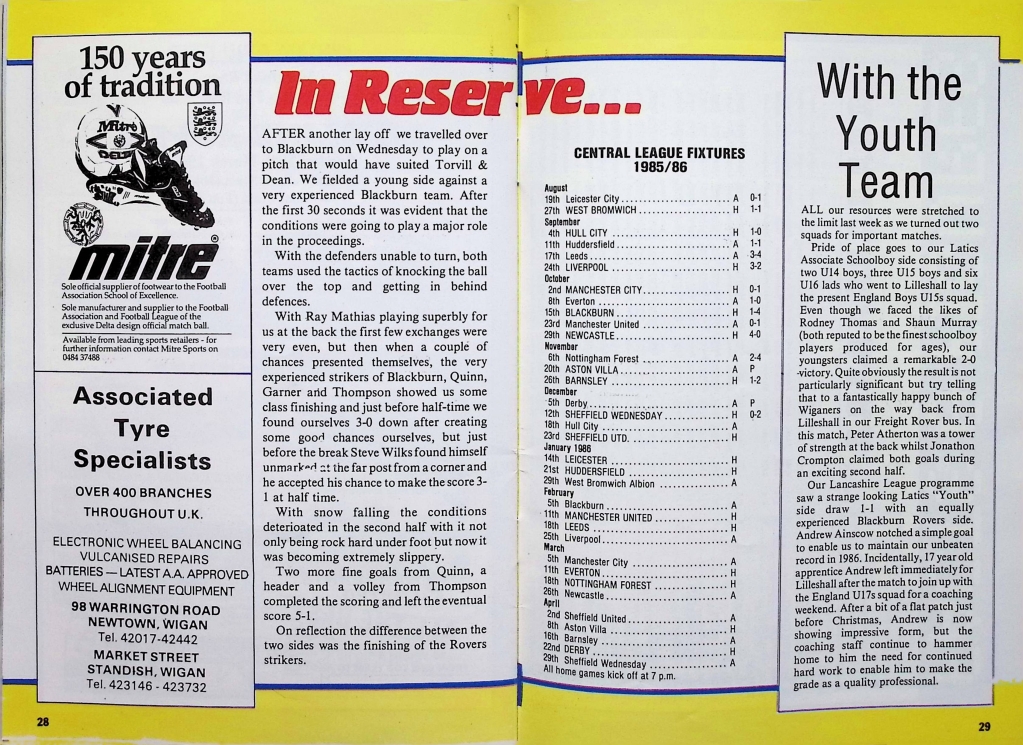 150 years
of tradition
Mitre
DELTA
mitre®
Sole official supplier of footwear to the Football
Association School of Excellence.
Sole manufacturer and supplier to the Football
Association and Football League of the
exclusive Delta design official match ball.
Available from leading sports retailers - for
further information contact Mitre Sports on
0484 37488
Associated
Tyre
Specialists
OVER 400 BRANCHES
THROUGHOUT U.K.
ELECTRONIC WHEEL BALANCING
VULCANISED REPAIRS
BATTERIES — LATEST A.A. APPROVED
WHEEL ALIGNMENT EQUIPMENT
98 WARRINGTON ROAD
NEWTOWN, WIGAN
Tel. 42017-42442
MARKET STREET
STANDISH, WIGAN
Tel. 423146 - 423732
28
In Reserve...
AFTER another lay off we travelled over
to Blackburn on Wednesday to play on a
pitch that would have suited Torvill &
Dean. We fielded a young side against a
very experienced Blackburn team. After
the first 30 seconds it was evident that the
conditions were going to play a major role
in the proceedings.
With the defenders unable to turn, both
teams used the tactics of knocking the ball
over the top and getting in behind
defences.
With Ray Mathias playing superbly for
us at the back the first few exchanges were
very even, but then when a couple of
chances presented themselves, the very
experienced strikers of Blackburn, Quinn,
Garner and Thompson showed us some
class finishing and just before half-time we
found ourselves 3-0 down after creating
some good chances ourselves, but just
before the break Steve Wilks found himself
unmarked at the far post from a corner and
he accepted his chance to make the score 3-
1 at half time.
With snow falling the conditions
deterioated in the second half with it not
only being rock hard under foot but now it
was becoming extremely slippery.
Two more fine goals from Quinn, a
header and a volley from Thompson
completed the scoring and left the eventual
score 5-1.
On reflection the difference between the
two sides was the finishing of the Rovers
strikers.
CENTRAL LEAGUE FIXTURES
1985/86
August
19th Leicester City ........................ A 0-1
27th WEST BROMWICH .................... H 1-1
September
4th HULL CITY ........................ H 1-0
11th Huddersfield ........................ A 1-1
17th Leeds ........................ A 3-4
24th LIVERPOOL ........................ H 3-2
October
2nd MANCHESTER CITY .................... H 0-1
8th Everton ........................ A 1-0
15th BLACKBURN ........................ H 1-4
23rd Manchester United .................... A 0-1
29th NEWCASTLE ........................ H 4-0
November
6th Nottingham Forest .................... A 2-4
20th ASTON VILLA ........................ A P
26th BARNSLEY ........................ H 1-2
December
5th Derby ........................ A P
12th SHEFFIELD WEDNESDAY ................ H 0-2
18th Hull City ........................ A
23rd SHEFFIELD UTD. .................... H
January 1986
14th LEICESTER ........................ H
21st HUDDERSFIELD .................... H
29th West Bromwich Albion ................ A
February
5th Blackburn ........................ A
11th MANCHESTER UNITED ................ H
18th LEEDS ........................ H
25th Liverpool ........................ A
March
5th Manchester City .................... A
11th EVERTON ........................ H
18th NOTTINGHAM FOREST ................ H
26th Newcastle ........................ A
April
2nd Sheffield United .................... A
8th Aston Villa ........................ H
16th Barnsley ........................ A
22nd DERBY ........................ H
29th Sheffield Wednesday ................ A
All home games kick off at 7 p.m.
With the
Youth
Team
ALL our resources were stretched to
the limit last week as we turned out two
squads for important matches.
Pride of place goes to our Latics
Associate Schoolboy side consisting of
two U14 boys, three U15 boys and six
U16 lads who went to Lilleshall to lay
the present England Boys U15s squad.
Even though we faced the likes of
Rodney Thomas and Shaun Murray
(both reputed to be the finest schoolboy
players produced for ages), our
youngsters claimed a remarkable 2-0
victory. Quite obviously the result is not
particularly significant but try telling
that to a fantastically happy bunch of
Wiganers on the way back from
Lilleshall in our Freight Rover bus. In
this match, Peter Atherton was a tower
of strength at the back whilst Jonathon
Crompton claimed both goals during
an exciting second half.
Our Lancashire League programme
saw a strange looking Latics "Youth"
side draw 1-1 with an equally
experienced Blackburn Rovers side.
Andrew Ainscow notched a simple goal
to enable us to maintain our unbeaten
record in 1986. Incidentally, 17 year old
apprentice Andrew left immediately for
Lilleshall after the match to join up with
the England U17s squad for a coaching
weekend. After a bit of a flat patch just
before Christmas, Andrew is now
showing impressive form, but the
coaching staff continue to hammer
home to him the need for continued
hard work to enable him to make the
grade as a quality professional.
29